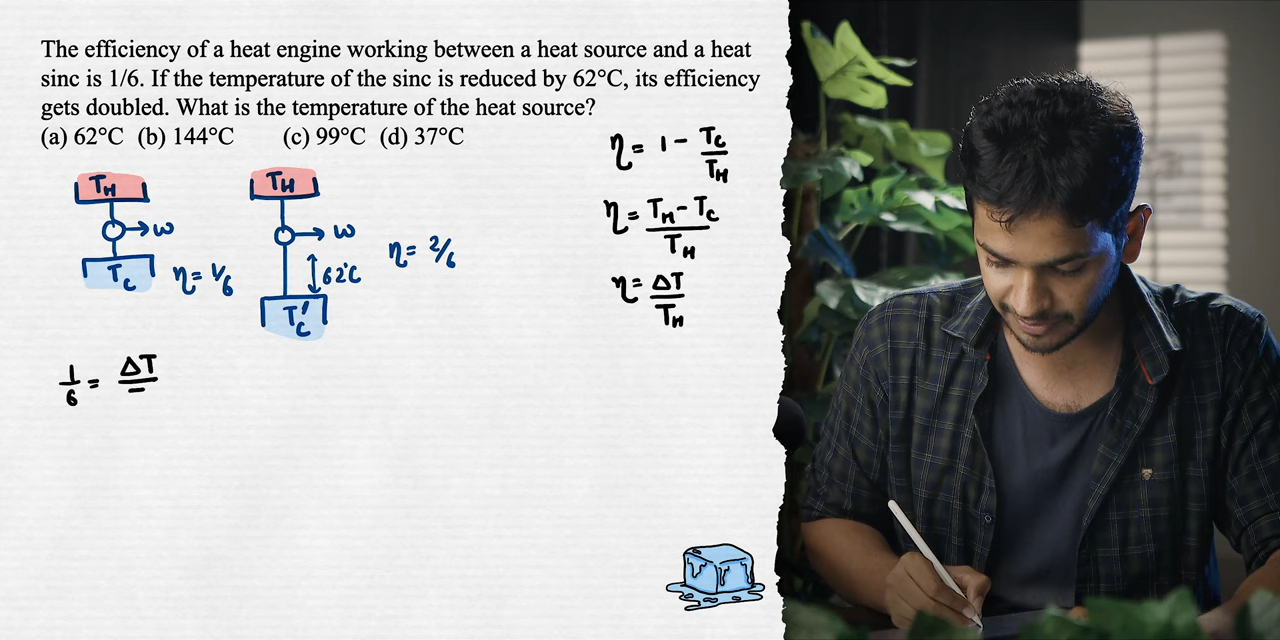 The efficiency of a heat engine working between a heat source and a heat
sinc is 1/6. If the temperature of the sinc is reduced by 62°C, its efficiency
gets doubled. What is the temperature of the heat source?
(a) 62°C (b) 144°C (c) 99°C (d) 37°C
η = 1 - Tc/TH
η = TH - Tc/TH
η = ΔT/TH
TH
w
Tc
η = 1/6
TH
w
62°C
Tc'
η = 2/6
1/6 = ΔT